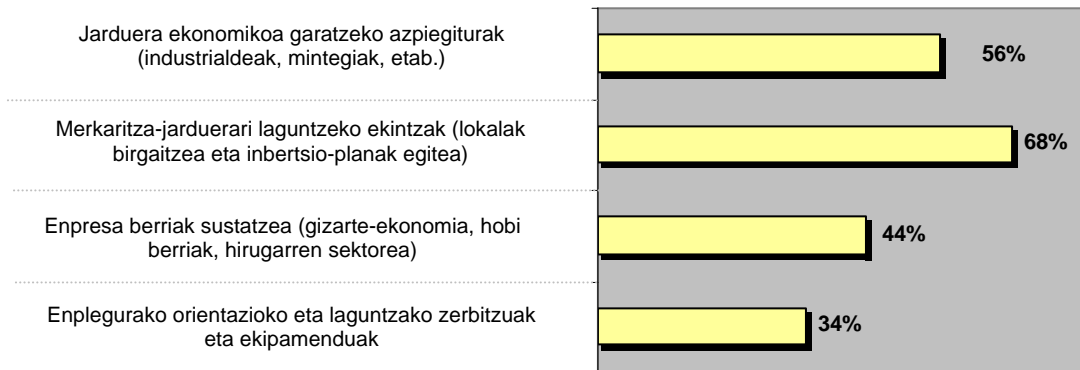 Jarduera ekonomikoa garatzeko azpiegiturak
(industrialdeak, mintegiak, etab.)
56%
Merkaritza-jarduerari laguntzeko ekintzak (lokalak
birgaitzea eta inbertsio-planak egitea)
68%
Enpresa berriak sustatzea (gizarte-ekonomia, hobi
berriak, hirugarren sektorea)
44%
Enplegurako orientazioko eta laguntzako zerbitzuak
eta ekipamenduak
34%